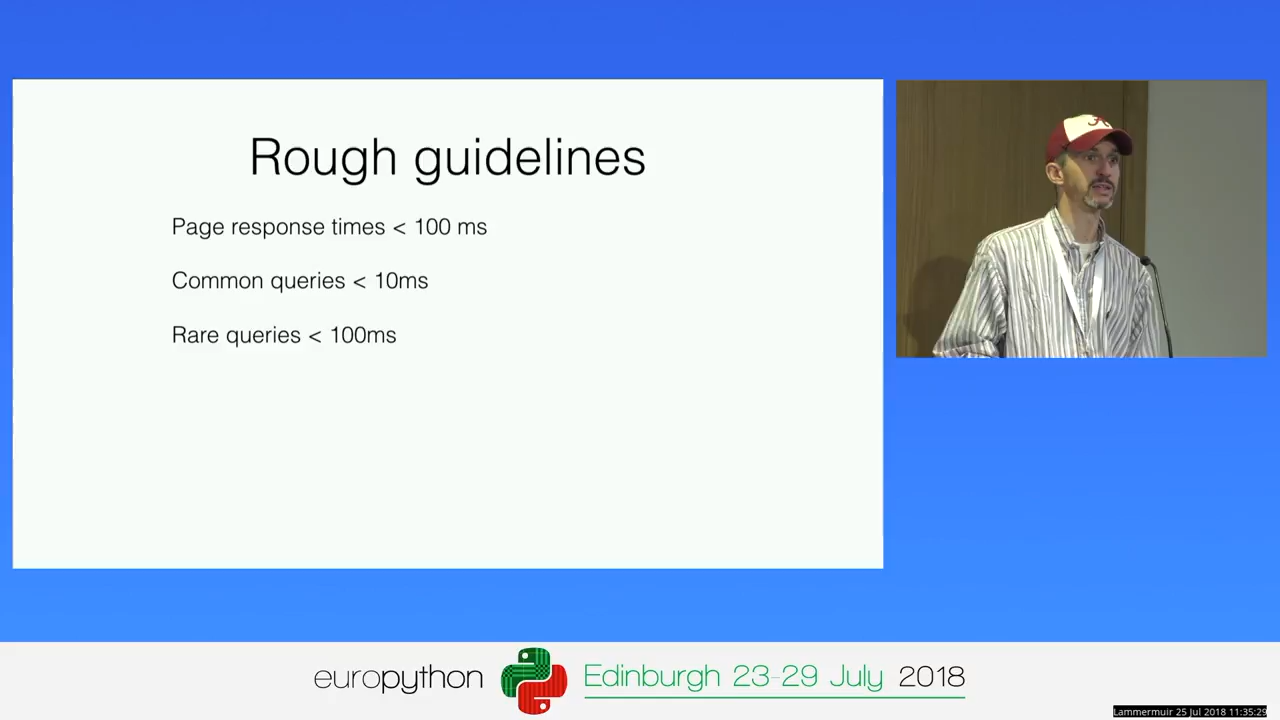 Rough guidelines
Page response times < 100 ms
Common queries < 10ms
Rare queries < 100ms
europython
Edinburgh 23-29 July 2018
Lammermuir 25 Jul 2018 11:35:29